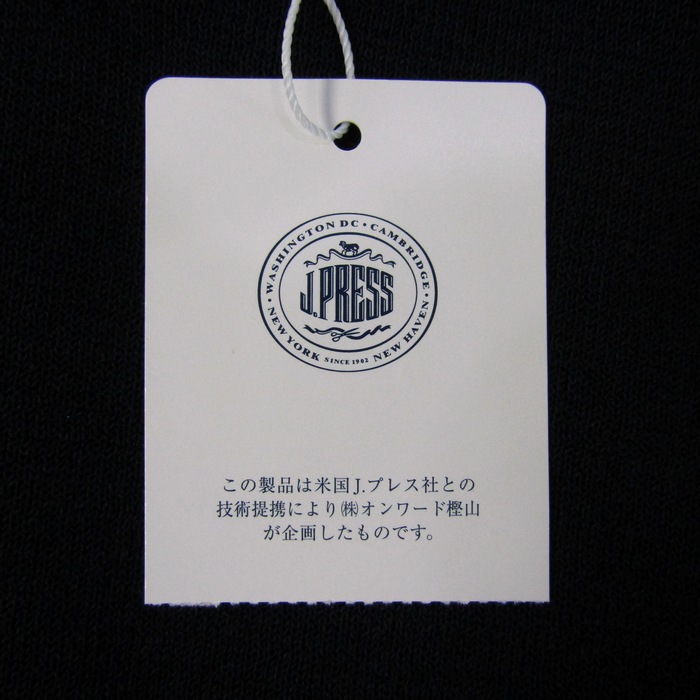 WASHINGTON DC • CAMBRIDGE •
J.PRESS
• NEW YORK SINCE 1902 NEW HAVEN
この製品は米国J.プレス社との
技術提携により㈱オンワード樫山
が企画したものです。